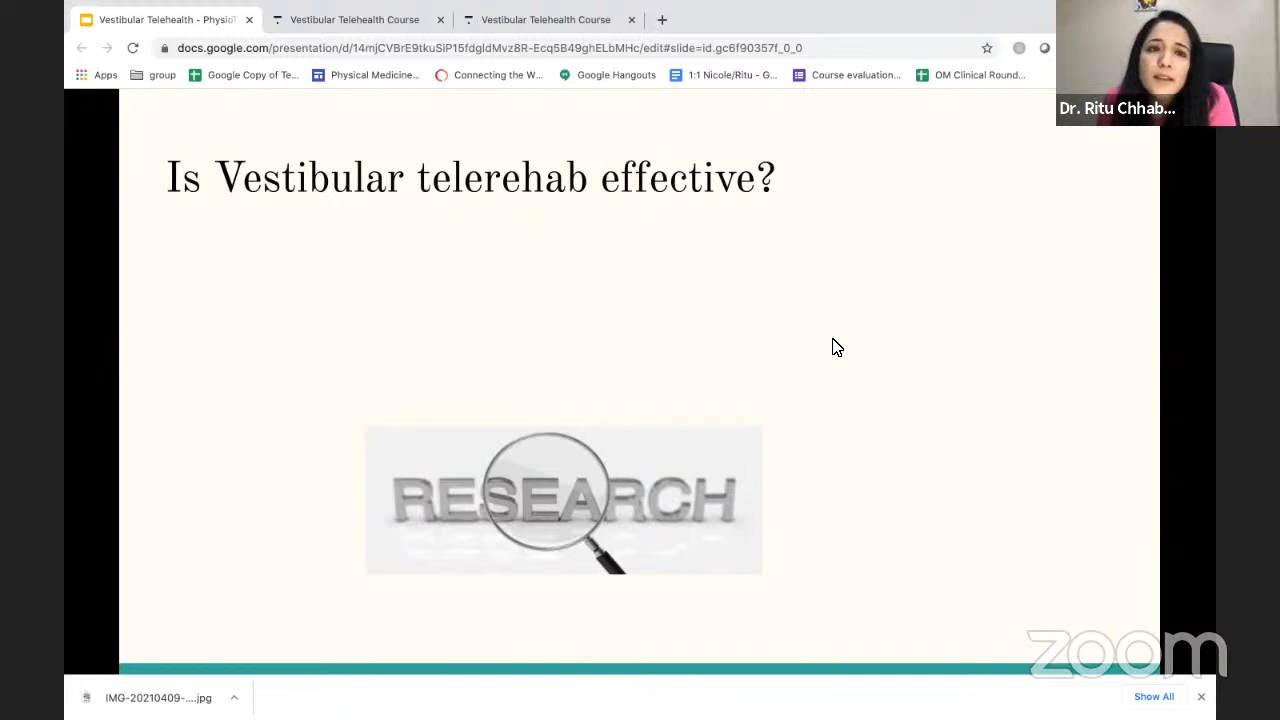 Vestibular Telehealth - Physio
Vestibular Telehealth Course
Vestibular Telehealth Course
docs.google.com/presentation/d/14mjCVBrE9tkuSiP15fdgldMvz8R-Ecq5B49ghELbMHc/edit#slide=id.gc6f90357f_0_0
Apps
group
Google Copy of Te...
Physical Medicine...
Connecting the W...
Google Hangouts
1:1 Nicole/Ritu - G...
Course evaluation...
OM Clinical Round...
Dr. Ritu Chhab...
Is Vestibular telerehab effective?
RESEARCH
zoom
IMG-20210409-....jpg
Show All